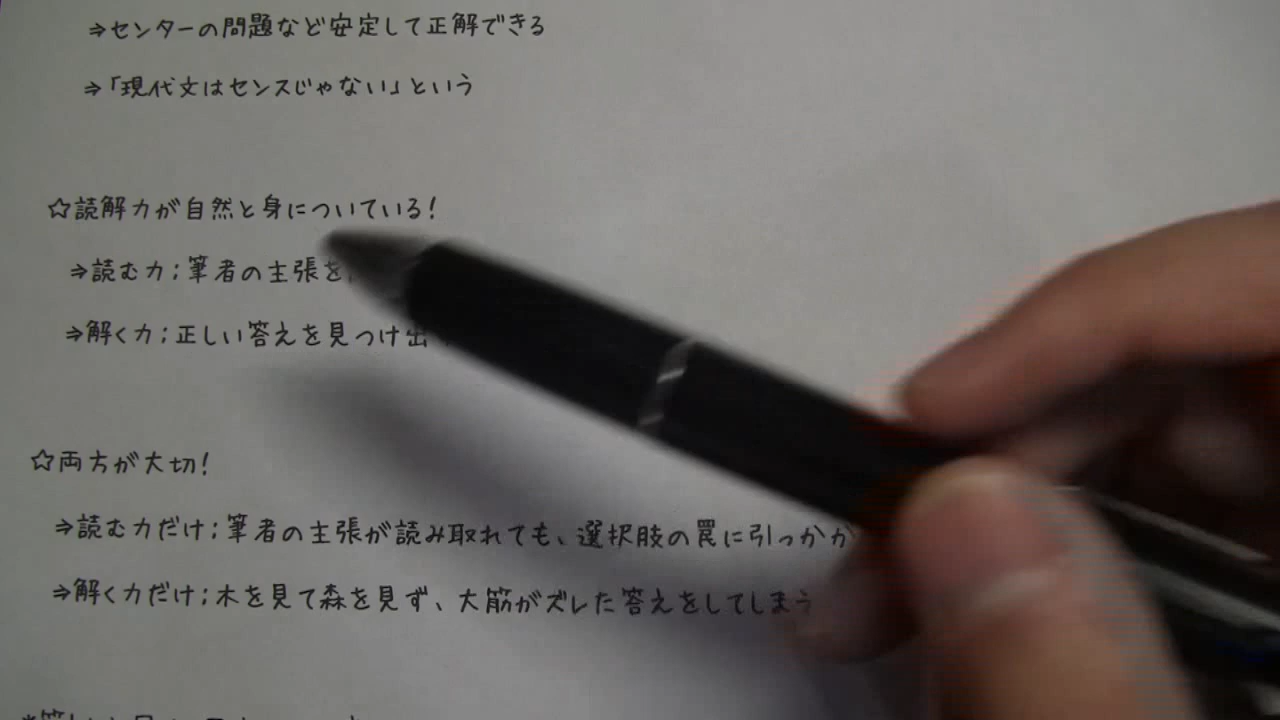 ⇒センターの問題など安定して正解できる
⇒「現代文はセンスじゃない」という
☆読解力が自然と身についている!
⇒読む力;筆者の主張を
⇒解く力;正しい答えを見つけ出
☆両方が大切!
⇒読む力だけ;筆者の主張が読み取れても、選択肢の罠に引っかか
⇒解く力だけ;木を見て森を見ず、大筋がズレた答えをしてしまう